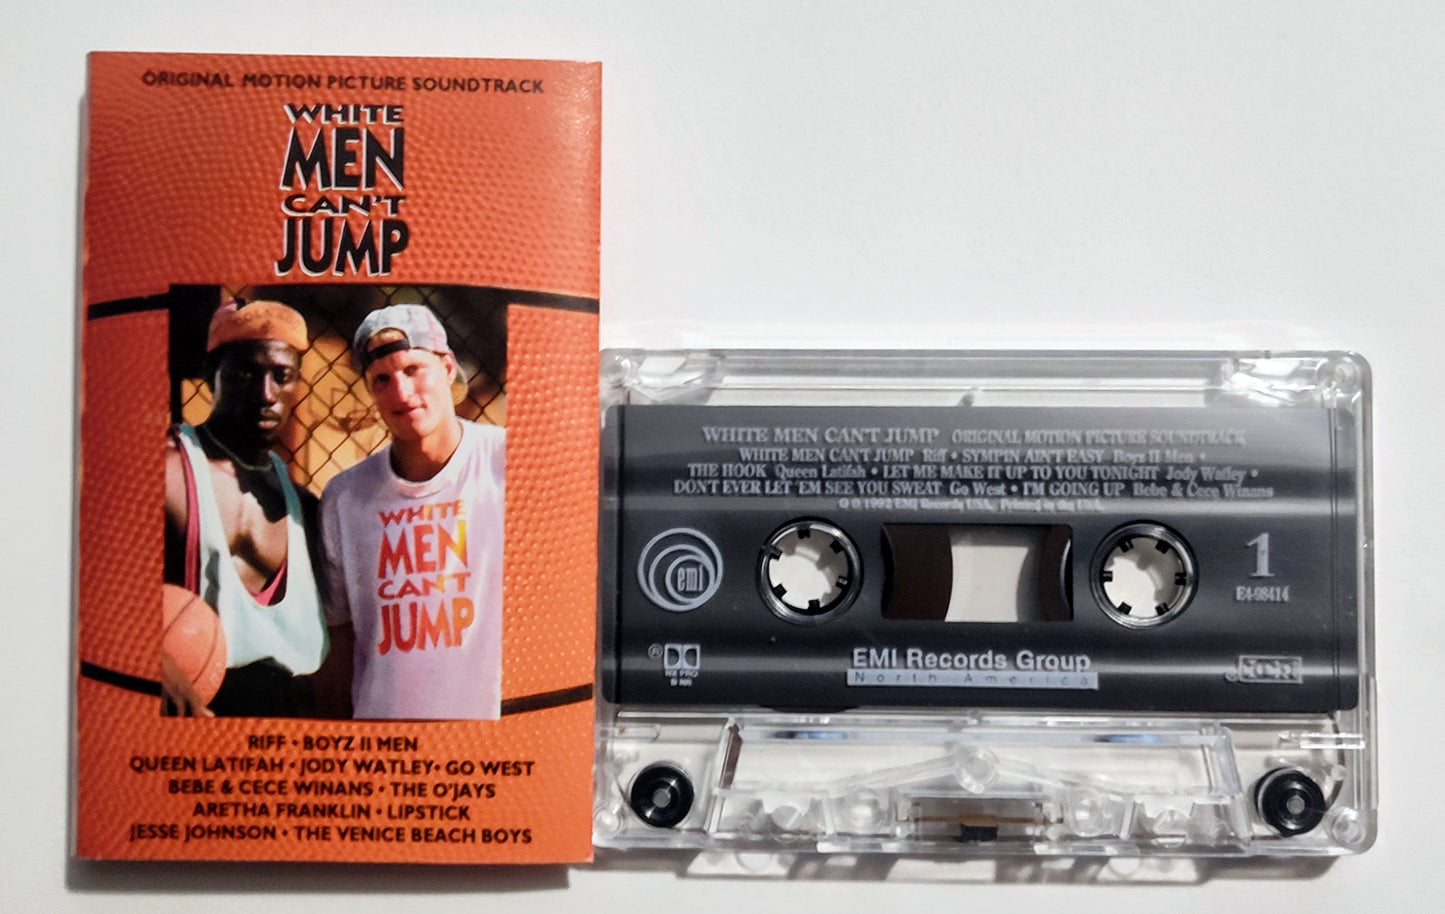 ORIGINAL MOTION PICTURE SOUNDTRACK
WHITE
MEN
CAN'T
JUMP
WHITE
MEN
CAN'T
JUMP
RIFF • BOYZ II MEN
QUEEN LATIFAH • JODY WATLEY • GO WEST
BEBE & CECE WINANS • THE O'JAYS
ARETHA FRANKLIN • LIPSTICK
JESSE JOHNSON • THE VENICE BEACH BOYS
WHITE MEN CAN'T JUMP ORIGINAL MOTION PICTURE SOUNDTRACK
WHITE MEN CAN'T JUMP Riff • SYMPIN AIN'T EASY Boyz II Men •
THE HOOK Queen Latifah • LET ME MAKE IT UP TO YOU TONIGHT Jody Watley •
DON'T EVER LET 'EM SEE YOU SWEAT Go West • I'M GOING UP Bebe & Cece Winans
1992 EMI Records USA, Printed in the U.S.A.
emi
1
E4-98414
HX PRO
EMI Records Group
North America